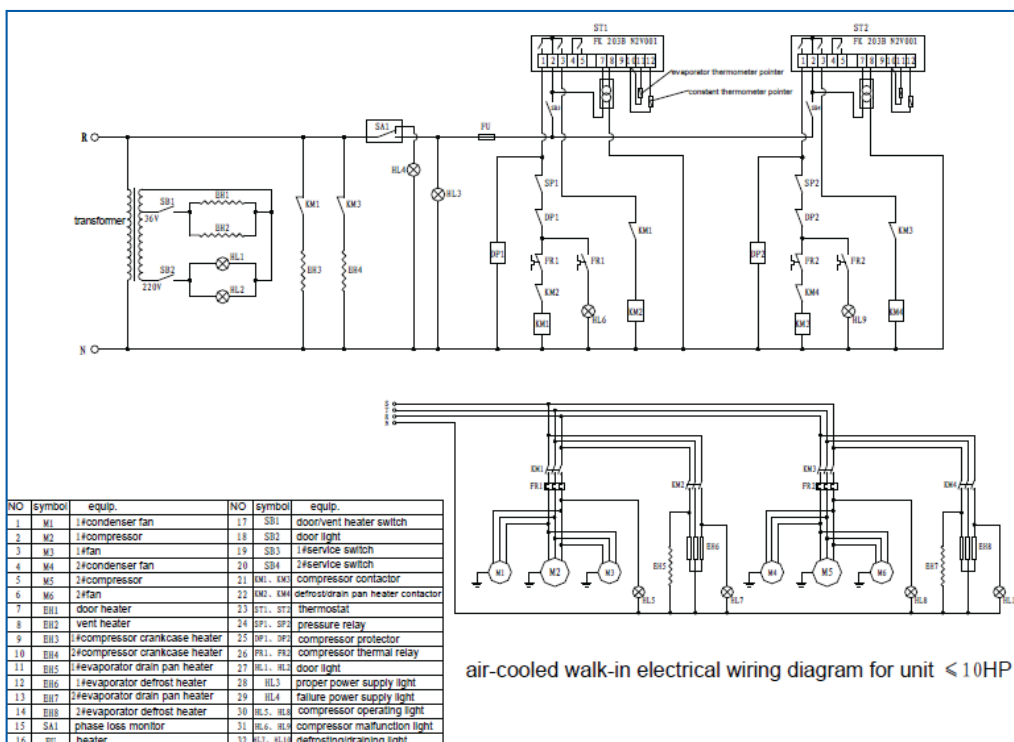 ST1
ST2
FK 203B N2V001
FK 203B N2V001
1 2 3 4 5 7 8 9 10 11 12
1 2 3 4 5 7 8 9 10 11 12
evaporator thermometer pointer
constant thermometer pointer
SB3
SB4
R
SA1
FU
HL4
HL3
transformer
SB1
36V
EH1
EH2
SB2
220V
HL1
HL2
KM1
KM3
EH3
EH4
SP1
DP1
DP1
FR1
FR1
KM2
KM1
HL6
KM1
KM2
SP2
DP2
DP2
FR2
FR2
KM4
KM3
HL9
KM3
KM4
N
KM1
FR1
KM2
EH5
EH6
M1
M2
M3
HL5
HL7
KM3
FR2
KM4
EH7
EH8
M4
M5
M6
HL8
HL1
NO symbol equip. NO symbol equip.
1 M1 1#condenser fan 17 SB1 door/vent heater switch
2 M2 1#compressor 18 SB2 door light
3 M3 1#fan 19 SB3 1#service switch
4 M4 2#condenser fan 20 SB4 2#service switch
5 M5 2#compressor 21 KM1、KM3 compressor contactor
6 M6 2#fan 22 KM2、KM4 defrost/drain pan heater contactor
7 EH1 door heater 23 ST1、ST2 thermostat
8 EH2 vent heater 24 SP1、SP2 pressure relay
9 EH3 1#compressor crankcase heater 25 DP1、DP2 compressor protector
10 EH4 2#compressor crankcase heater 26 FR1、FR2 compressor thermal relay
11 EH5 1#evaporator drain pan heater 27 HL1、HL2 door light
12 EH6 1#evaporator defrost heater 28 HL3 proper power supply light
13 EH7 2#evaporator drain pan heater 29 HL4 failure power supply light
14 EH8 2#evaporator defrost heater 30 HL5、HL8 compressor operating light
15 SA1 phase loss monitor 31 HL6、HL9 compressor malfunction light
16 FU heater 32 HL7、HL10 defrosting/draining light
air-cooled walk-in electrical wiring diagram for unit ≤10HP